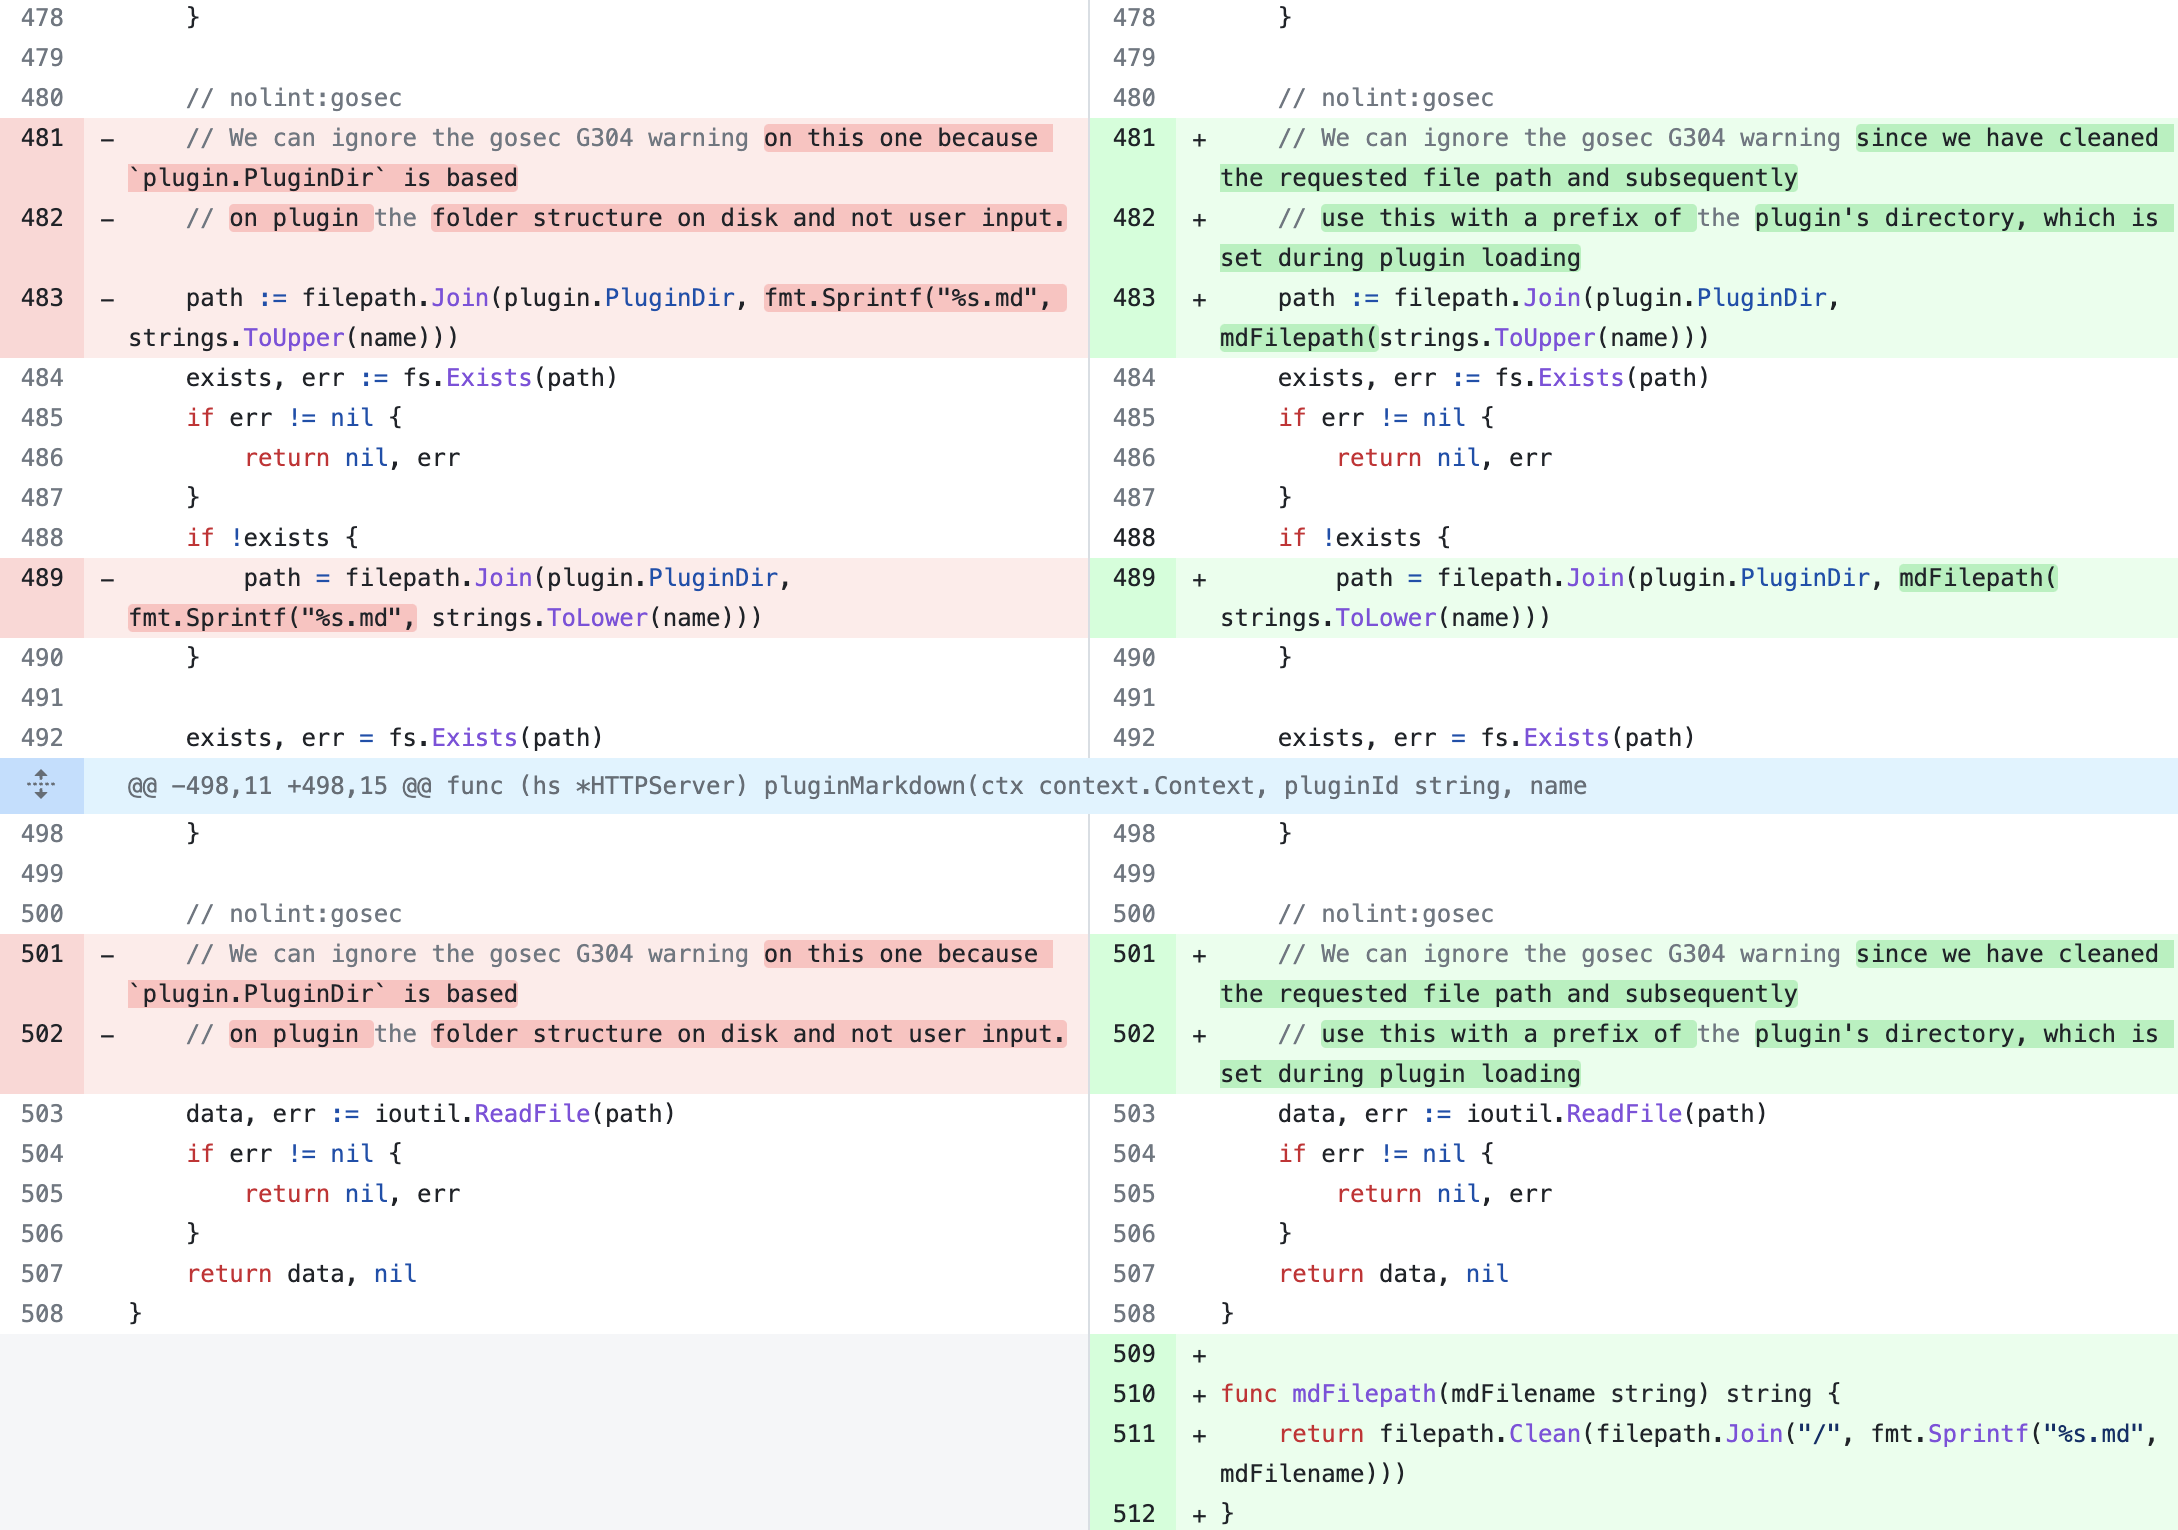 478     }     478     }
479     479
480     // nolint:gosec     480     // nolint:gosec
481 –     // We can ignore the gosec G304 warning on this one because     481 +     // We can ignore the gosec G304 warning since we have cleaned
`plugin.PluginDir` is based     the requested file path and subsequently
482 –     // on plugin the folder structure on disk and not user input.     482 +     // use this with a prefix of the plugin's directory, which is
set during plugin loading
483 –     path := filepath.Join(plugin.PluginDir, fmt.Sprintf("%s.md",     483 +     path := filepath.Join(plugin.PluginDir,
strings.ToUpper(name)))     mdFilepath(strings.ToUpper(name)))
484     exists, err := fs.Exists(path)     484     exists, err := fs.Exists(path)
485     if err != nil {     485     if err != nil {
486         return nil, err     486         return nil, err
487     }     487     }
488     if !exists {     488     if !exists {
489 –         path = filepath.Join(plugin.PluginDir,     489 +         path = filepath.Join(plugin.PluginDir, mdFilepath(
fmt.Sprintf("%s.md", strings.ToLower(name)))     strings.ToLower(name)))
490     }     490     }
491     491
492     exists, err = fs.Exists(path)     492     exists, err = fs.Exists(path)
@@ -498,11 +498,15 @@ func (hs *HTTPServer) pluginMarkdown(ctx context.Context, pluginId string, name
498     }     498     }
499     499
500     // nolint:gosec     500     // nolint:gosec
501 –     // We can ignore the gosec G304 warning on this one because     501 +     // We can ignore the gosec G304 warning since we have cleaned
`plugin.PluginDir` is based     the requested file path and subsequently
502 –     // on plugin the folder structure on disk and not user input.     502 +     // use this with a prefix of the plugin's directory, which is
set during plugin loading
503     data, err := ioutil.ReadFile(path)     503     data, err := ioutil.ReadFile(path)
504     if err != nil {     504     if err != nil {
505         return nil, err     505         return nil, err
506     }     506     }
507     return data, nil     507     return data, nil
508 }     508 }
509 +
510 + func mdFilepath(mdFilename string) string {
511 +     return filepath.Clean(filepath.Join("/", fmt.Sprintf("%s.md",
mdFilename)))
512 + }